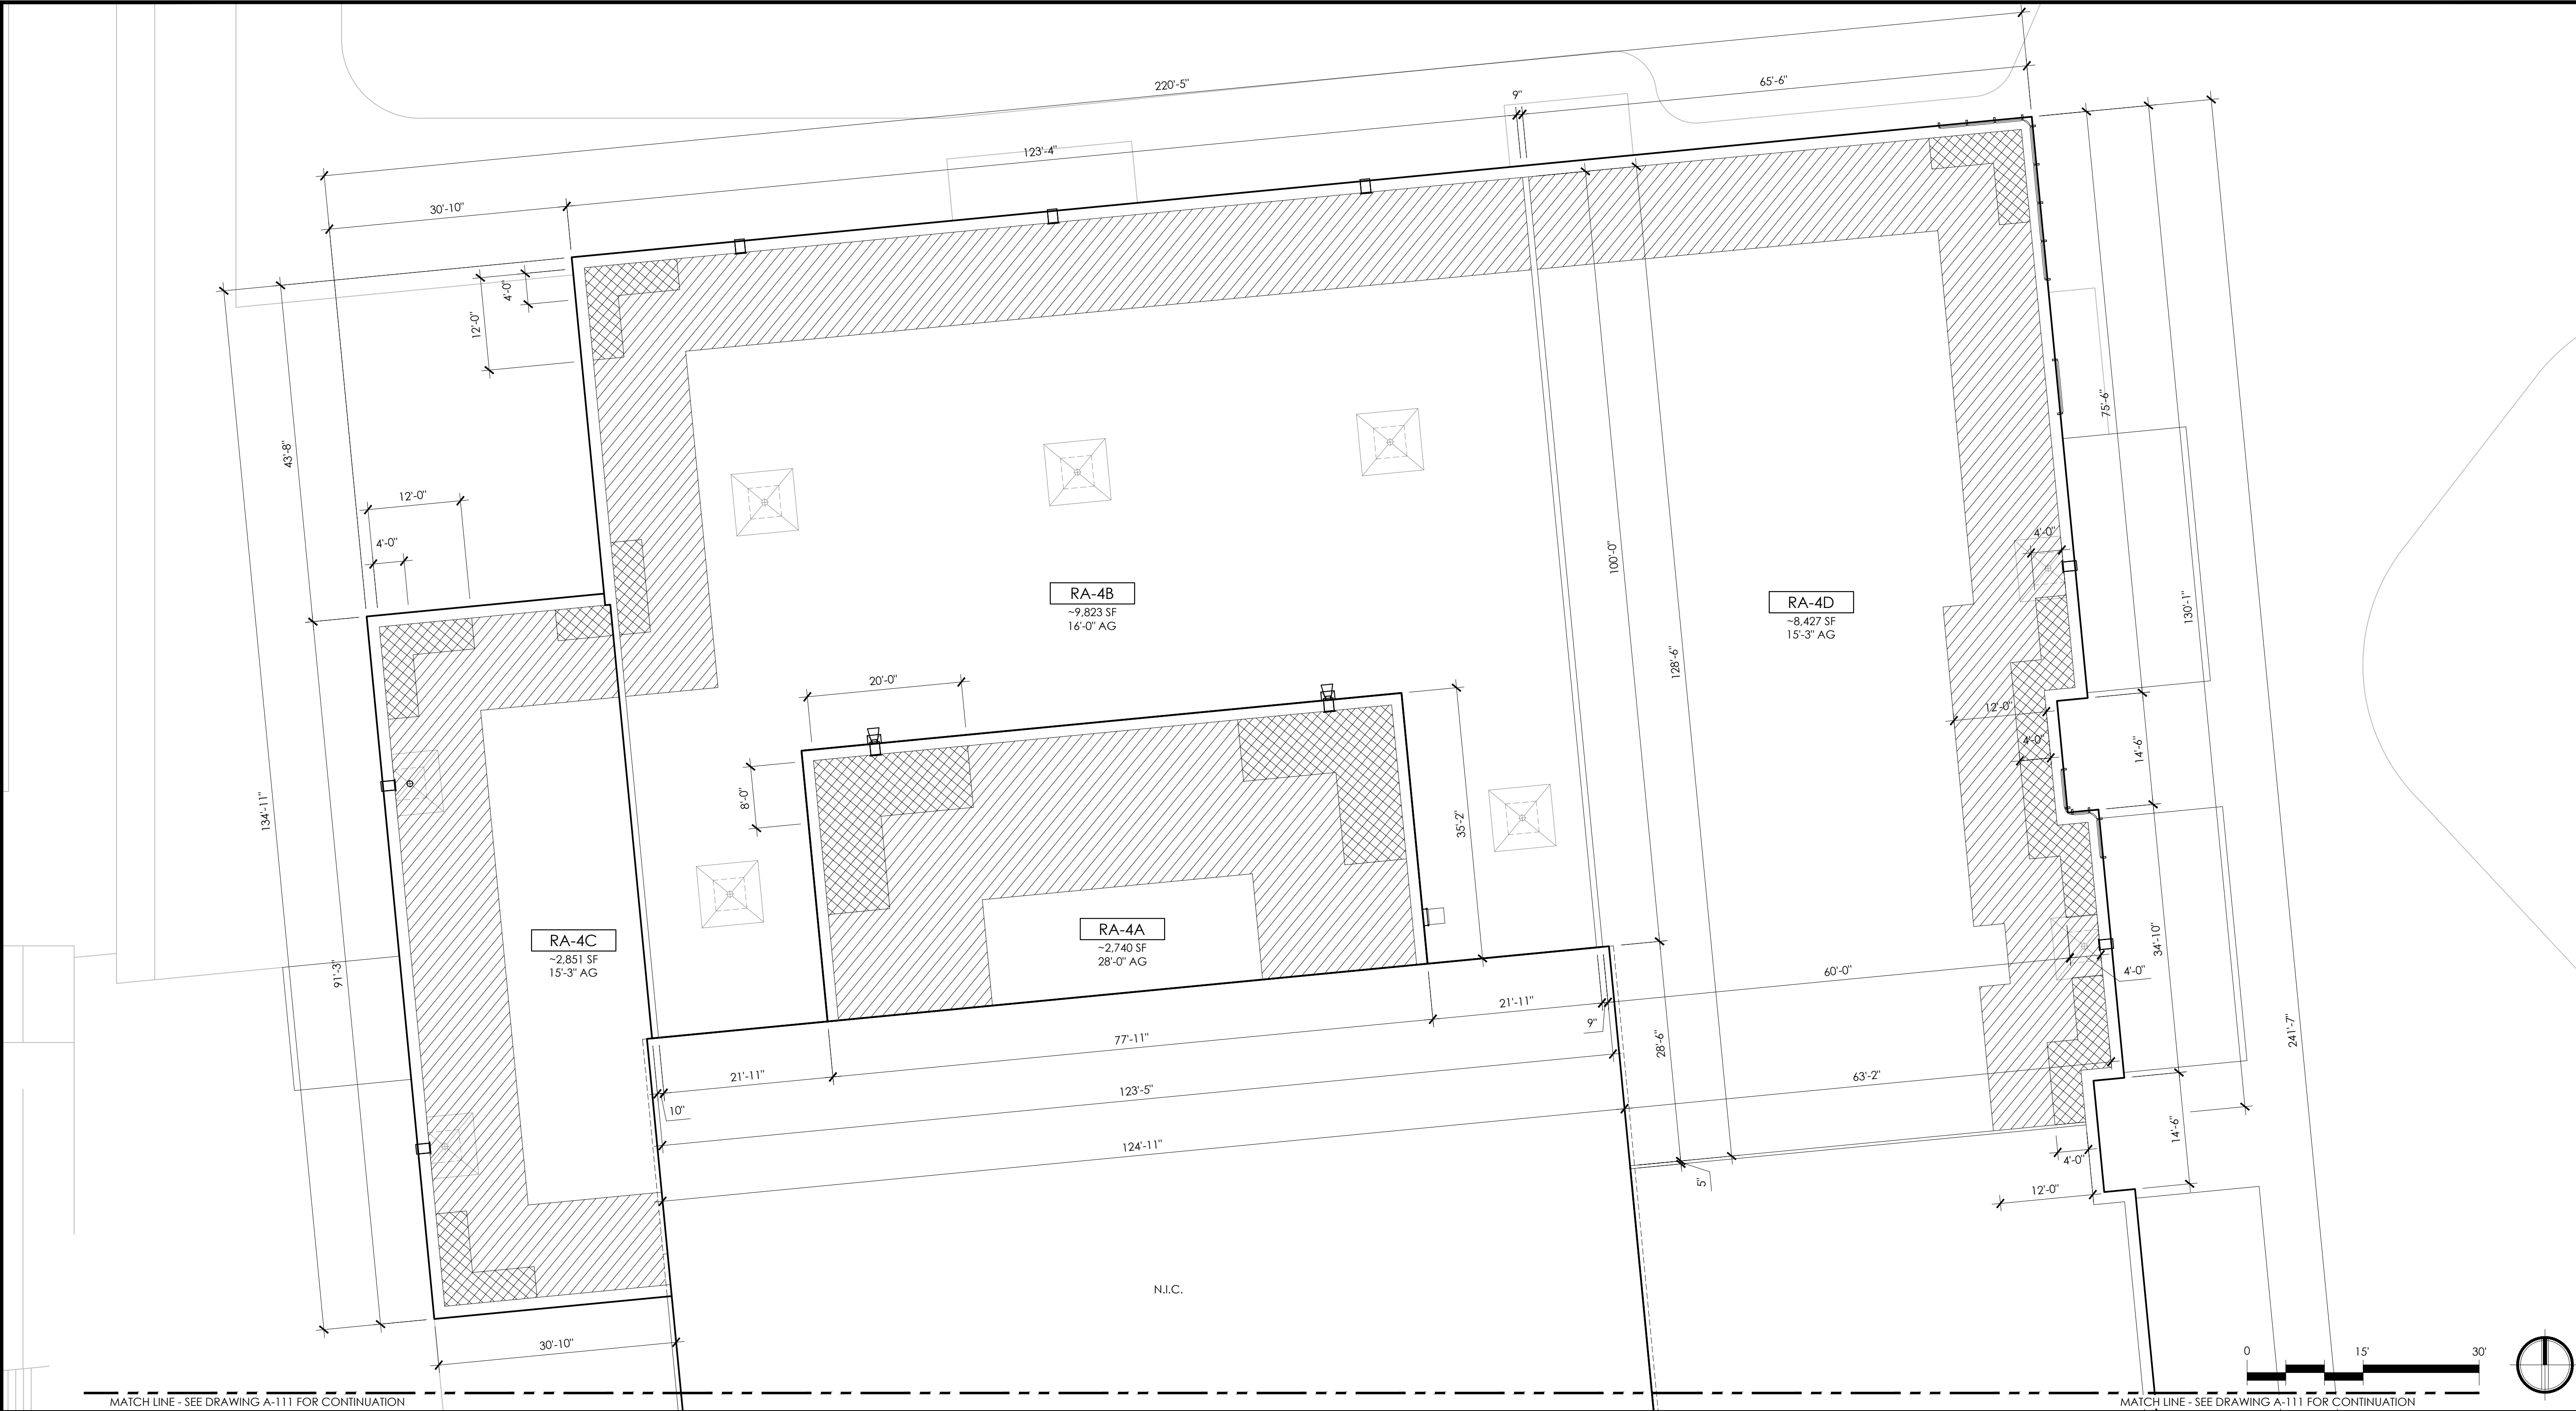 220'-5"
65'-6"
9"
123'-4"
30'-10"
4'-0"
12'-0"
43'-8"
75'-6"
12'-0"
4'-0"
4'-0"
100'-0"
RA-4B
~9,823 SF
16'-0" AG
RA-4D
~8,427 SF
15'-3" AG
130'-1"
128'-6"
20'-0"
12'-0"
4'-0"
14'-6"
8'-0"
134'-11"
35'-2"
RA-4C
~2,851 SF
15'-3" AG
RA-4A
~2,740 SF
28'-0" AG
34'-10"
91'-3"
60'-0"
4'-0"
21'-11"
9"
241'-7"
77'-11"
28'-6"
21'-11"
63'-2"
10"
123'-5"
14'-6"
124'-11"
4'-0"
5"
12'-0"
N.I.C.
30'-10"
0 15' 30'
MATCH LINE - SEE DRAWING A-111 FOR CONTINUATION
MATCH LINE - SEE DRAWING A-111 FOR CONTINUATION